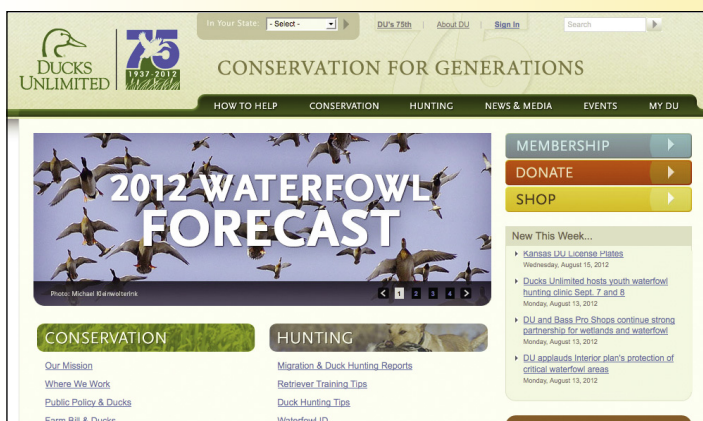 In Your State: - Select -
DU's 75th | About DU | Sign In
Search
DUCKS
UNLIMITED
75
1937-2012
CONSERVATION FOR GENERATIONS
HOW TO HELP CONSERVATION HUNTING NEWS & MEDIA EVENTS MY DU
2012 WATERFOWL
FORECAST
Photo: Michael Kleinwolterink
1 2 3 4
MEMBERSHIP
DONATE
SHOP
New This Week...
Kansas DU License Plates
Wednesday, August 15, 2012
Ducks Unlimited hosts youth waterfowl
hunting clinic Sept. 7 and 8
Monday, August 13, 2012
DU and Bass Pro Shops continue strong
partnership for wetlands and waterfowl
Monday, August 13, 2012
DU applauds Interior plan's protection of
critical waterfowl areas
Monday, August 13, 2012
CONSERVATION
Our Mission
Where We Work
Public Policy & Ducks
Farm Bill & Ducks
HUNTING
Migration & Duck Hunting Reports
Retriever Training Tips
Duck Hunting Tips
Waterfowl ID